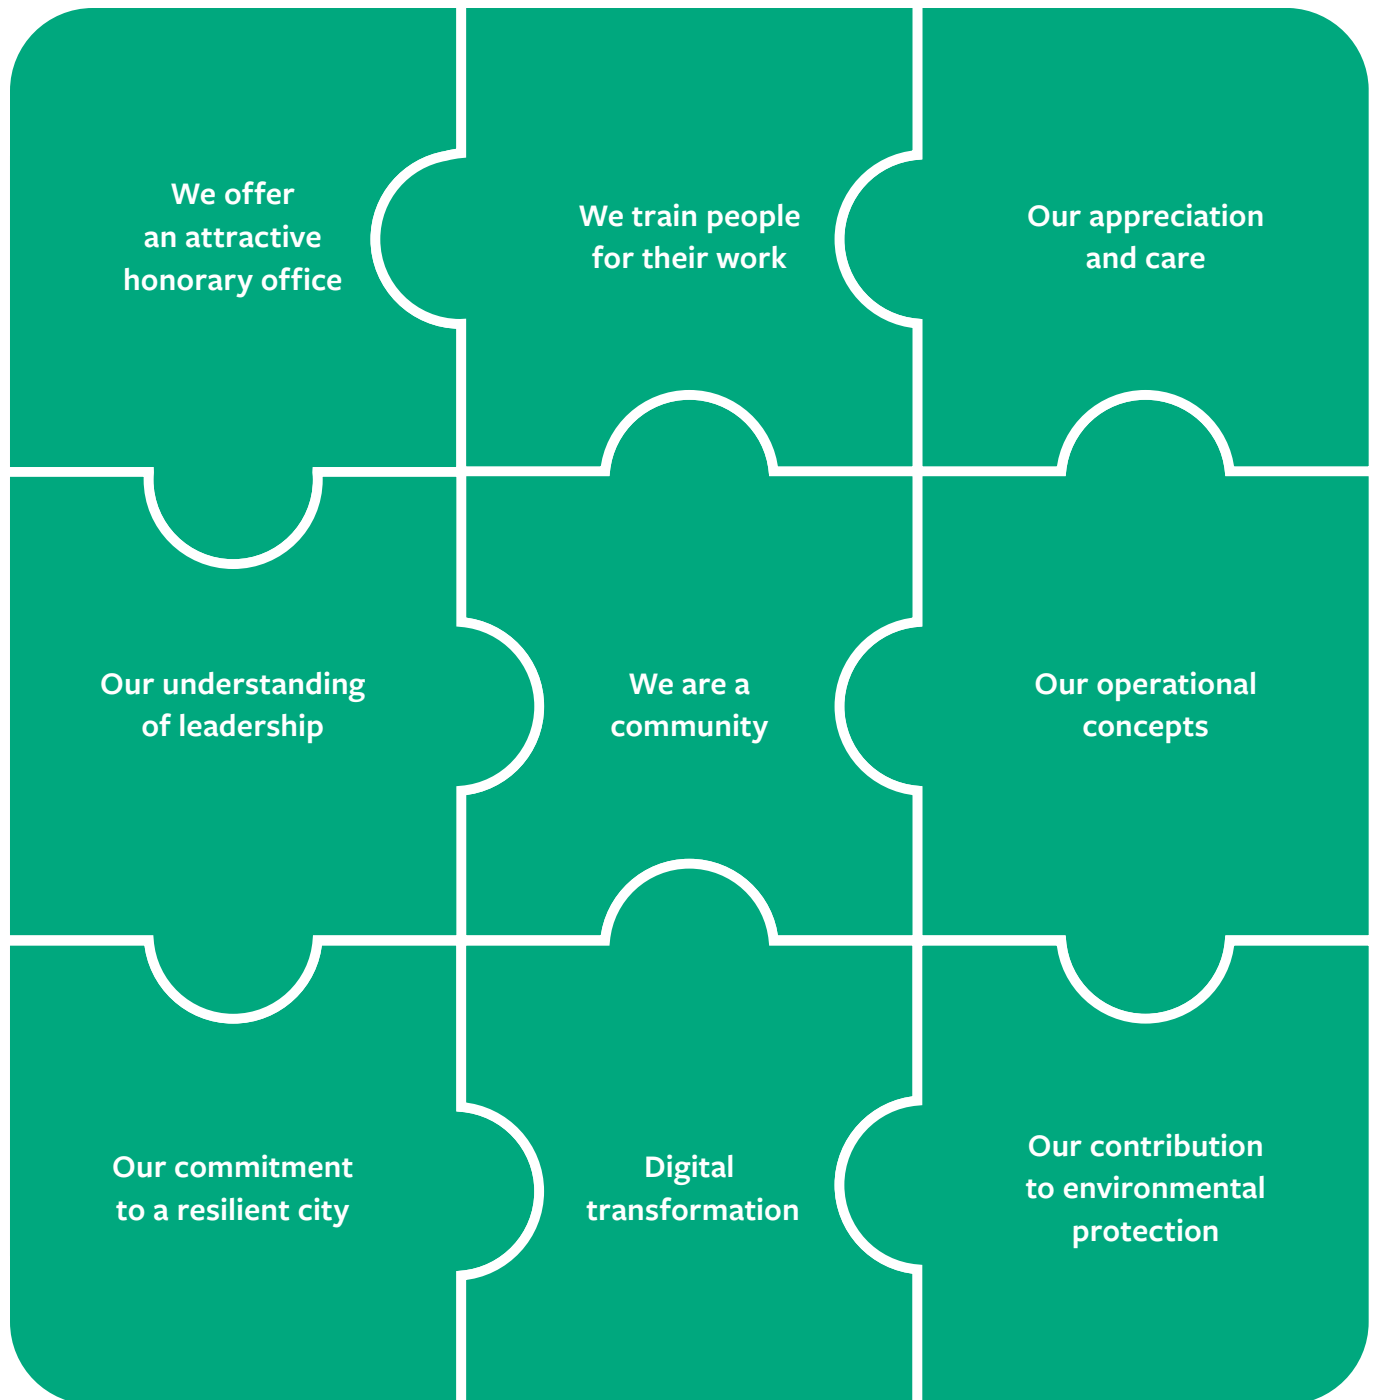 We offer
an attractive
honorary office
We train people
for their work
Our appreciation
and care
Our understanding
of leadership
We are a
community
Our operational
concepts
Our commitment
to a resilient city
Digital
transformation
Our contribution
to environmental
protection